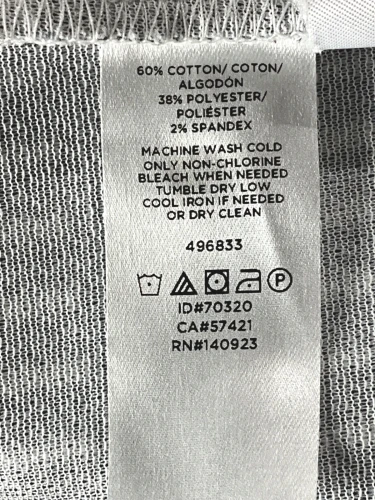 60% COTTON/ COTON/
ALGODÓN
38% POLYESTER/
POLIÉSTER
2% SPANDEX
MACHINE WASH COLD
ONLY NON-CHLORINE
BLEACH WHEN NEEDED
TUMBLE DRY LOW
COOL IRON IF NEEDED
OR DRY CLEAN
496833
P
ID#70320
CA#57421
RN#140923